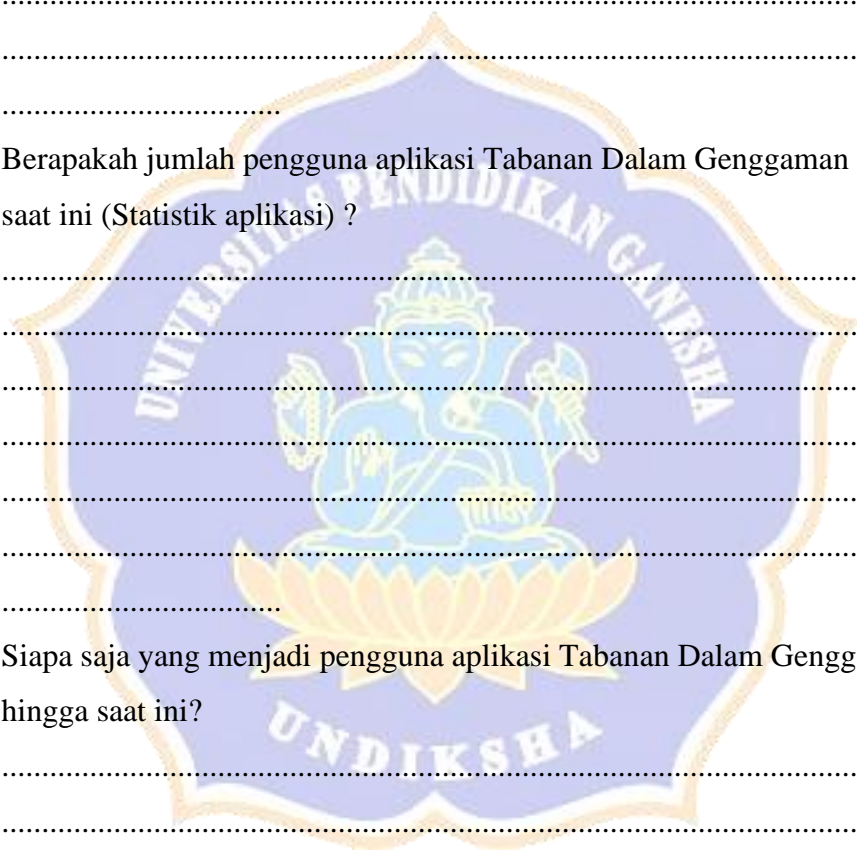 ................................................................................................................
................................................................................................................
...................................
Berapakah jumlah pengguna aplikasi Tabanan Dalam Genggaman
saat ini (Statistik aplikasi) ?
................................................................................................................
................................................................................................................
................................................................................................................
................................................................................................................
................................................................................................................
................................................................................................................
...................................
Siapa saja yang menjadi pengguna aplikasi Tabanan Dalam Gengg
hingga saat ini?
................................................................................................................
................................................................................................................
UNIVERSITAS PENDIDIKAN GANESHA
UNDIKSHA